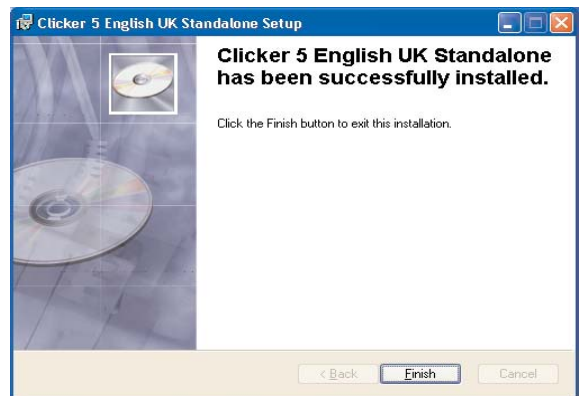 Clicker 5 English UK Standalone Setup
Clicker 5 English UK Standalone
has been successfully installed.
Click the Finish button to exit this installation.
< Back Finish Cancel